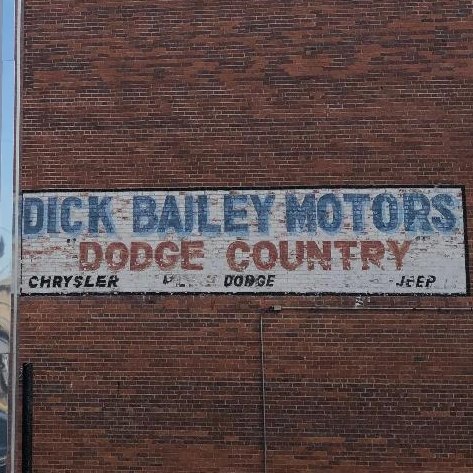 DICK BAILEY MOTORS
"DODGE COUNTRY"
CHRYSLER DODGE JEEP